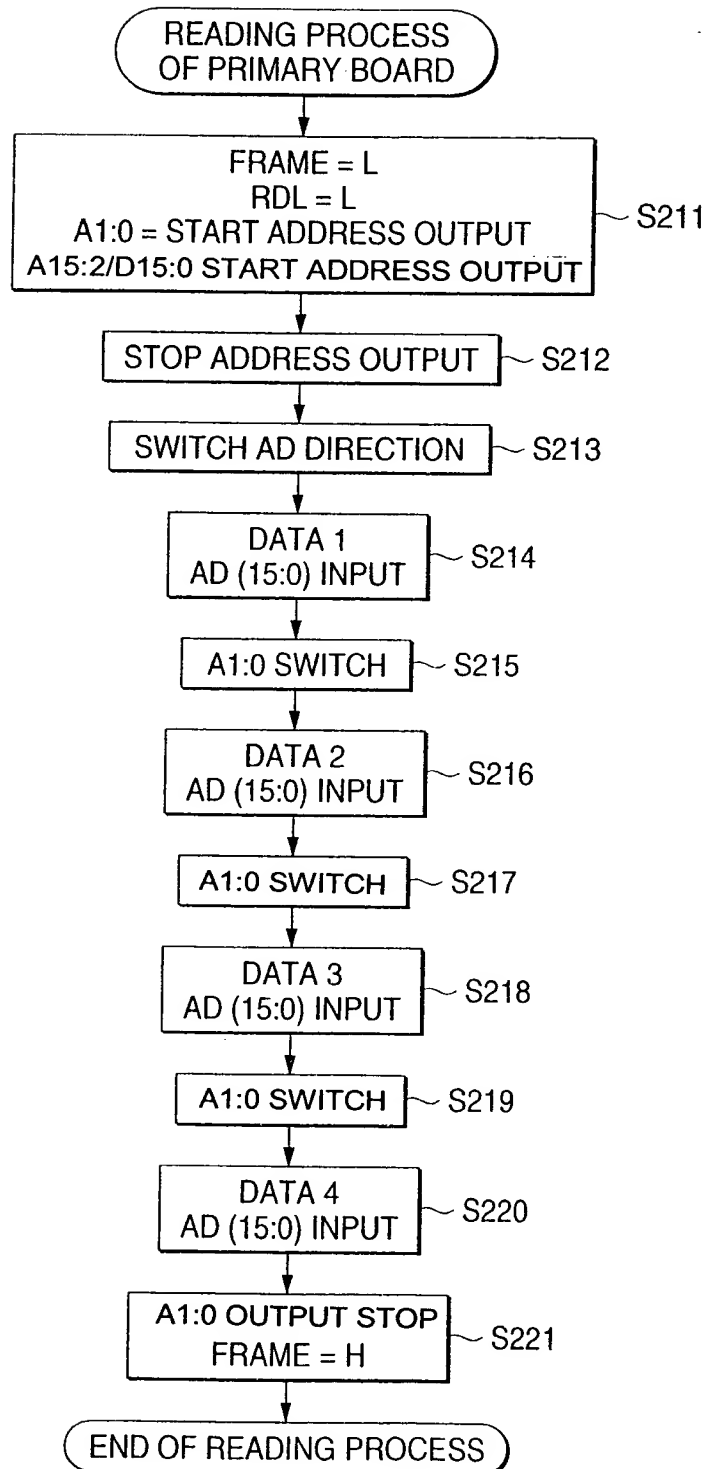 READING PROCESS
OF PRIMARY BOARD
FRAME = L
RDL = L
A1:0 = START ADDRESS OUTPUT
A15:2/D15:0 START ADDRESS OUTPUT
S211
STOP ADDRESS OUTPUT
S212
SWITCH AD DIRECTION
S213
DATA 1
AD (15:0) INPUT
S214
A1:0 SWITCH
S215
DATA 2
AD (15:0) INPUT
S216
A1:0 SWITCH
S217
DATA 3
AD (15:0) INPUT
S218
A1:0 SWITCH
S219
DATA 4
AD (15:0) INPUT
S220
A1:0 OUTPUT STOP
FRAME = H
S221
END OF READING PROCESS